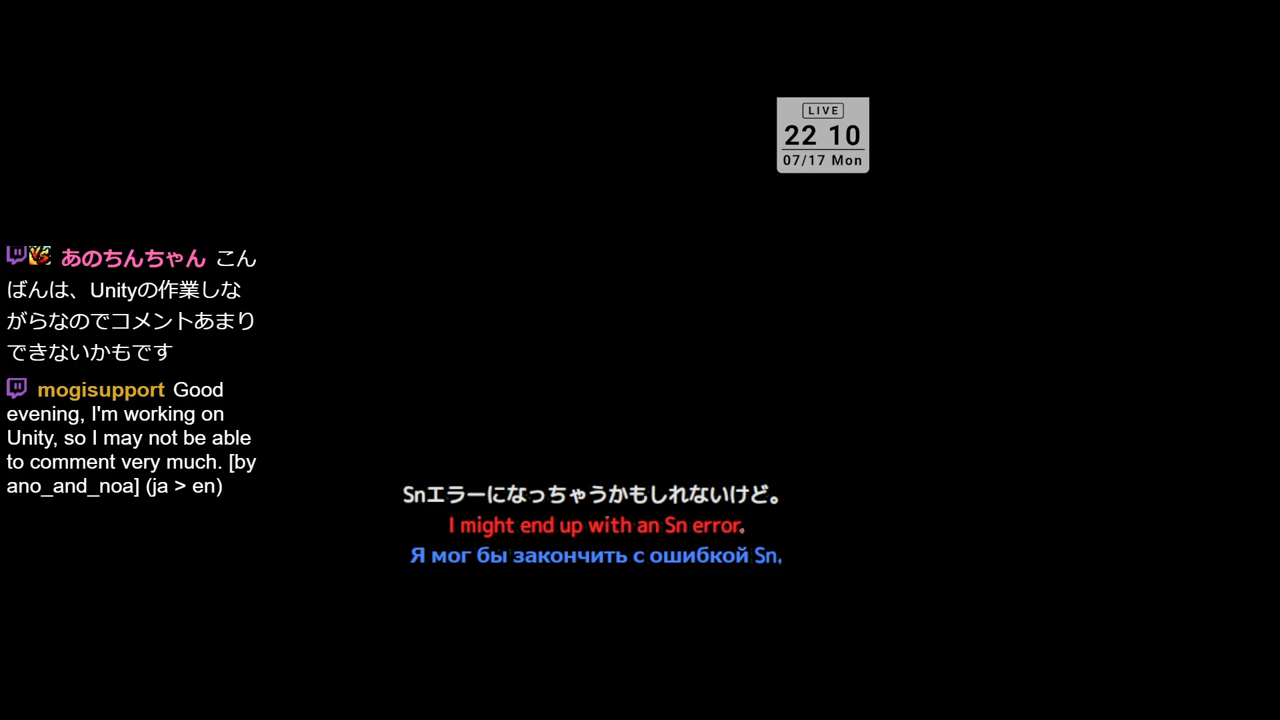 LIVE
22 10
07/17 Mon
あのちんちゃん こん
ばんは、Unityの作業しな
がらなのでコメントあまり
できないかもです
mogisupport Good
evening, I'm working on
Unity, so I may not be able
to comment very much. [by
ano_and_noa] (ja > en)
Snエラーになっちゃうかもしれないけど。
I might end up with an Sn error。
Я мог бы закончить с ошибкой Sn.